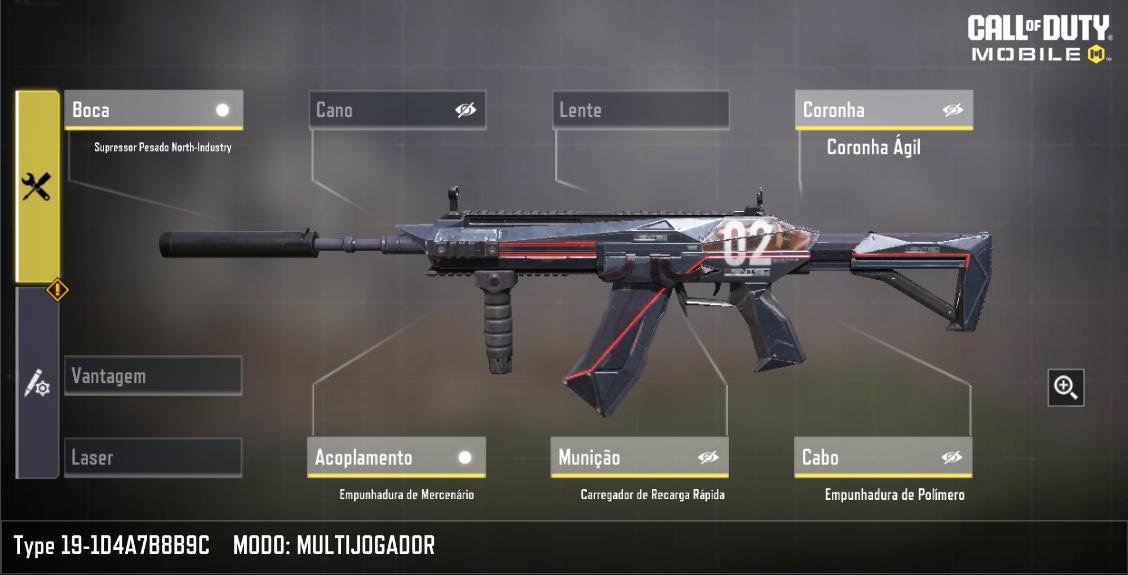 CALL OF DUTY
MOBILE
Boca
Cano
Lente
Coronha
Supressor Pesado North-Industry
Coronha Ágil
02
Vantagem
Laser
Acoplamento
Munição
Cabo
Empunhadura de Mercenário
Carregador de Recarga Rápida
Empunhadura de Polímero
Type 19-1D4A7B8B9C MODO: MULTIJOGADOR